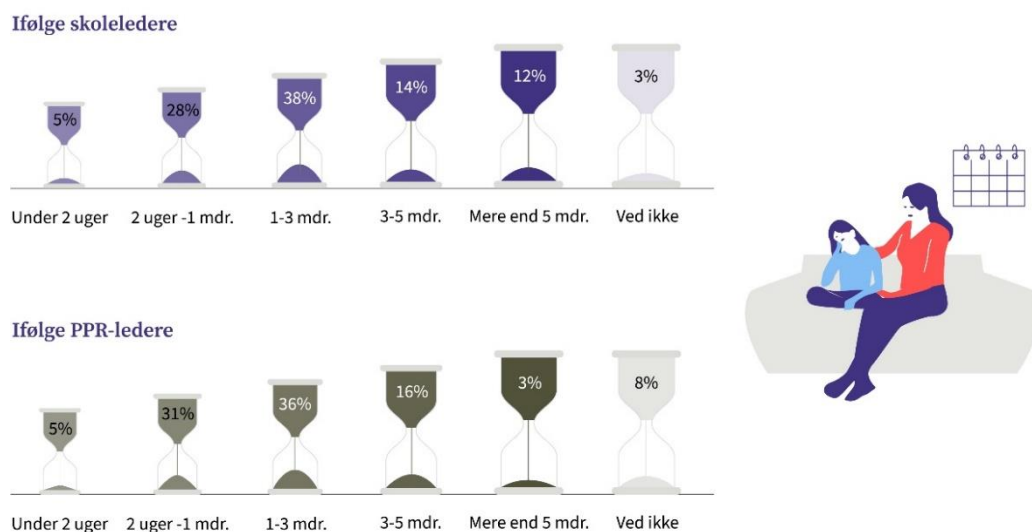 Ifølge skoleledere
5% 28% 38% 14% 12% 3%
Under 2 uger 2 uger -1 mdr. 1-3 mdr. 3-5 mdr. Mere end 5 mdr. Ved ikke
Ifølge PPR-ledere
5% 31% 36% 16% 3% 8%
Under 2 uger 2 uger -1 mdr. 1-3 mdr. 3-5 mdr. Mere end 5 mdr. Ved ikke